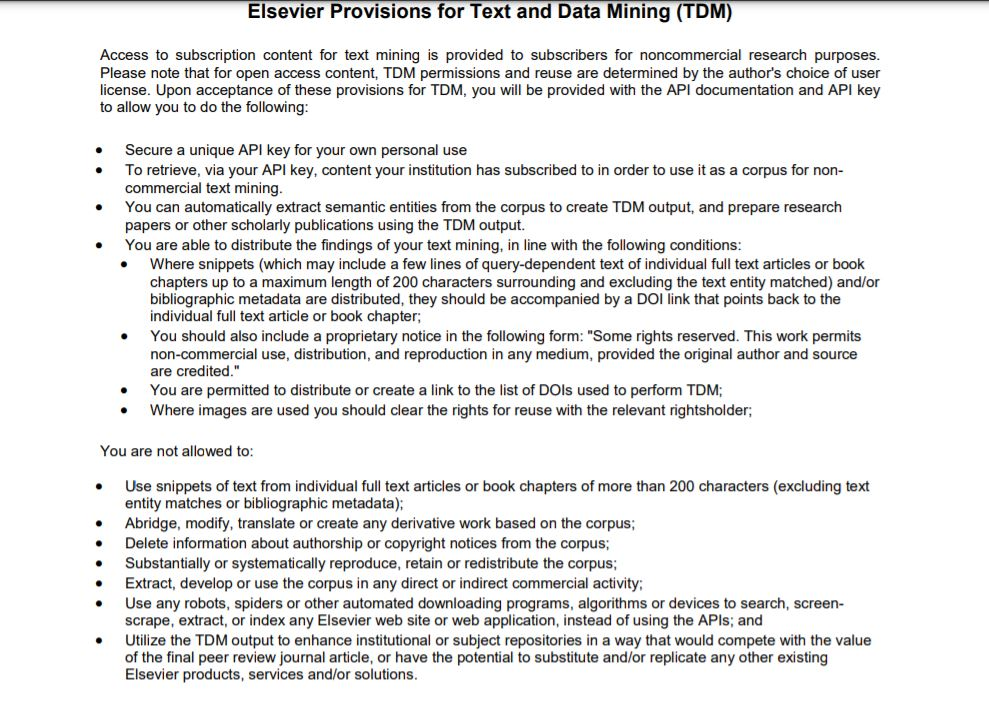 Elsevier Provisions for Text and Data Mining (TDM)
Access to subscription content for text mining is provided to subscribers for noncommercial research purposes.
Please note that for open access content, TDM permissions and reuse are determined by the author's choice of user
license. Upon acceptance of these provisions for TDM, you will be provided with the API documentation and API key
to allow you to do the following:
• Secure a unique API key for your own personal use
• To retrieve, via your API key, content your institution has subscribed to in order to use it as a corpus for non-
commercial text mining.
• You can automatically extract semantic entities from the corpus to create TDM output, and prepare research
papers or other scholarly publications using the TDM output.
• You are able to distribute the findings of your text mining, in line with the following conditions:
• Where snippets (which may include a few lines of query-dependent text of individual full text articles or book
chapters up to a maximum length of 200 characters surrounding and excluding the text entity matched) and/or
bibliographic metadata are distributed, they should be accompanied by a DOI link that points back to the
individual full text article or book chapter;
• You should also include a proprietary notice in the following form: "Some rights reserved. This work permits
non-commercial use, distribution, and reproduction in any medium, provided the original author and source
are credited."
• You are permitted to distribute or create a link to the list of DOIs used to perform TDM;
• Where images are used you should clear the rights for reuse with the relevant rightsholder;
You are not allowed to:
• Use snippets of text from individual full text articles or book chapters of more than 200 characters (excluding text
entity matches or bibliographic metadata);
• Abridge, modify, translate or create any derivative work based on the corpus;
• Delete information about authorship or copyright notices from the corpus;
• Substantially or systematically reproduce, retain or redistribute the corpus;
• Extract, develop or use the corpus in any direct or indirect commercial activity;
• Use any robots, spiders or other automated downloading programs, algorithms or devices to search, screen-
scrape, extract, or index any Elsevier web site or web application, instead of using the APIs; and
• Utilize the TDM output to enhance institutional or subject repositories in a way that would compete with the value
of the final peer review journal article, or have the potential to substitute and/or replicate any other existing
Elsevier products, services and/or solutions.